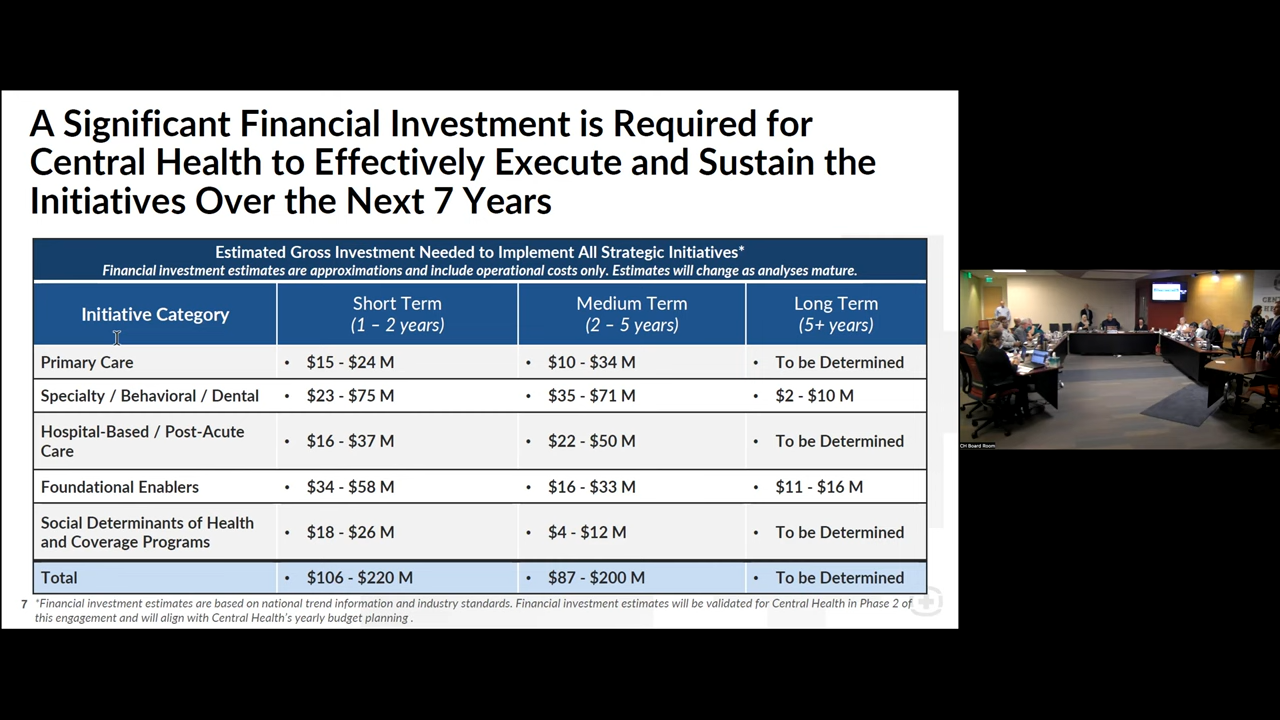 A Significant Financial Investment is Required for
Central Health to Effectively Execute and Sustain the
Initiatives Over the Next 7 Years
Estimated Gross Investment Needed to Implement All Strategic Initiatives*
Financial investment estimates are approximations and include operational costs only. Estimates will change as analyses mature.
Initiative Category
Short Term
(1 – 2 years)
Medium Term
(2 – 5 years)
Long Term
(5+ years)
Primary Care
• $15 - $24 M
• $10 - $34 M
• To be Determined
Specialty / Behavioral / Dental
• $23 - $75 M
• $35 - $71 M
• $2 - $10 M
Hospital-Based / Post-Acute
Care
• $16 - $37 M
• $22 - $50 M
• To be Determined
Foundational Enablers
• $34 - $58 M
• $16 - $33 M
• $11 - $16 M
Social Determinants of Health
and Coverage Programs
• $18 - $26 M
• $4 - $12 M
• To be Determined
Total
• $106 - $220 M
• $87 - $200 M
• To be Determined
7
*Financial investment estimates are based on national trend information and industry standards. Financial investment estimates will be validated for Central Health in Phase 2 of
this engagement and will align with Central Health's yearly budget planning .
CH Board Room